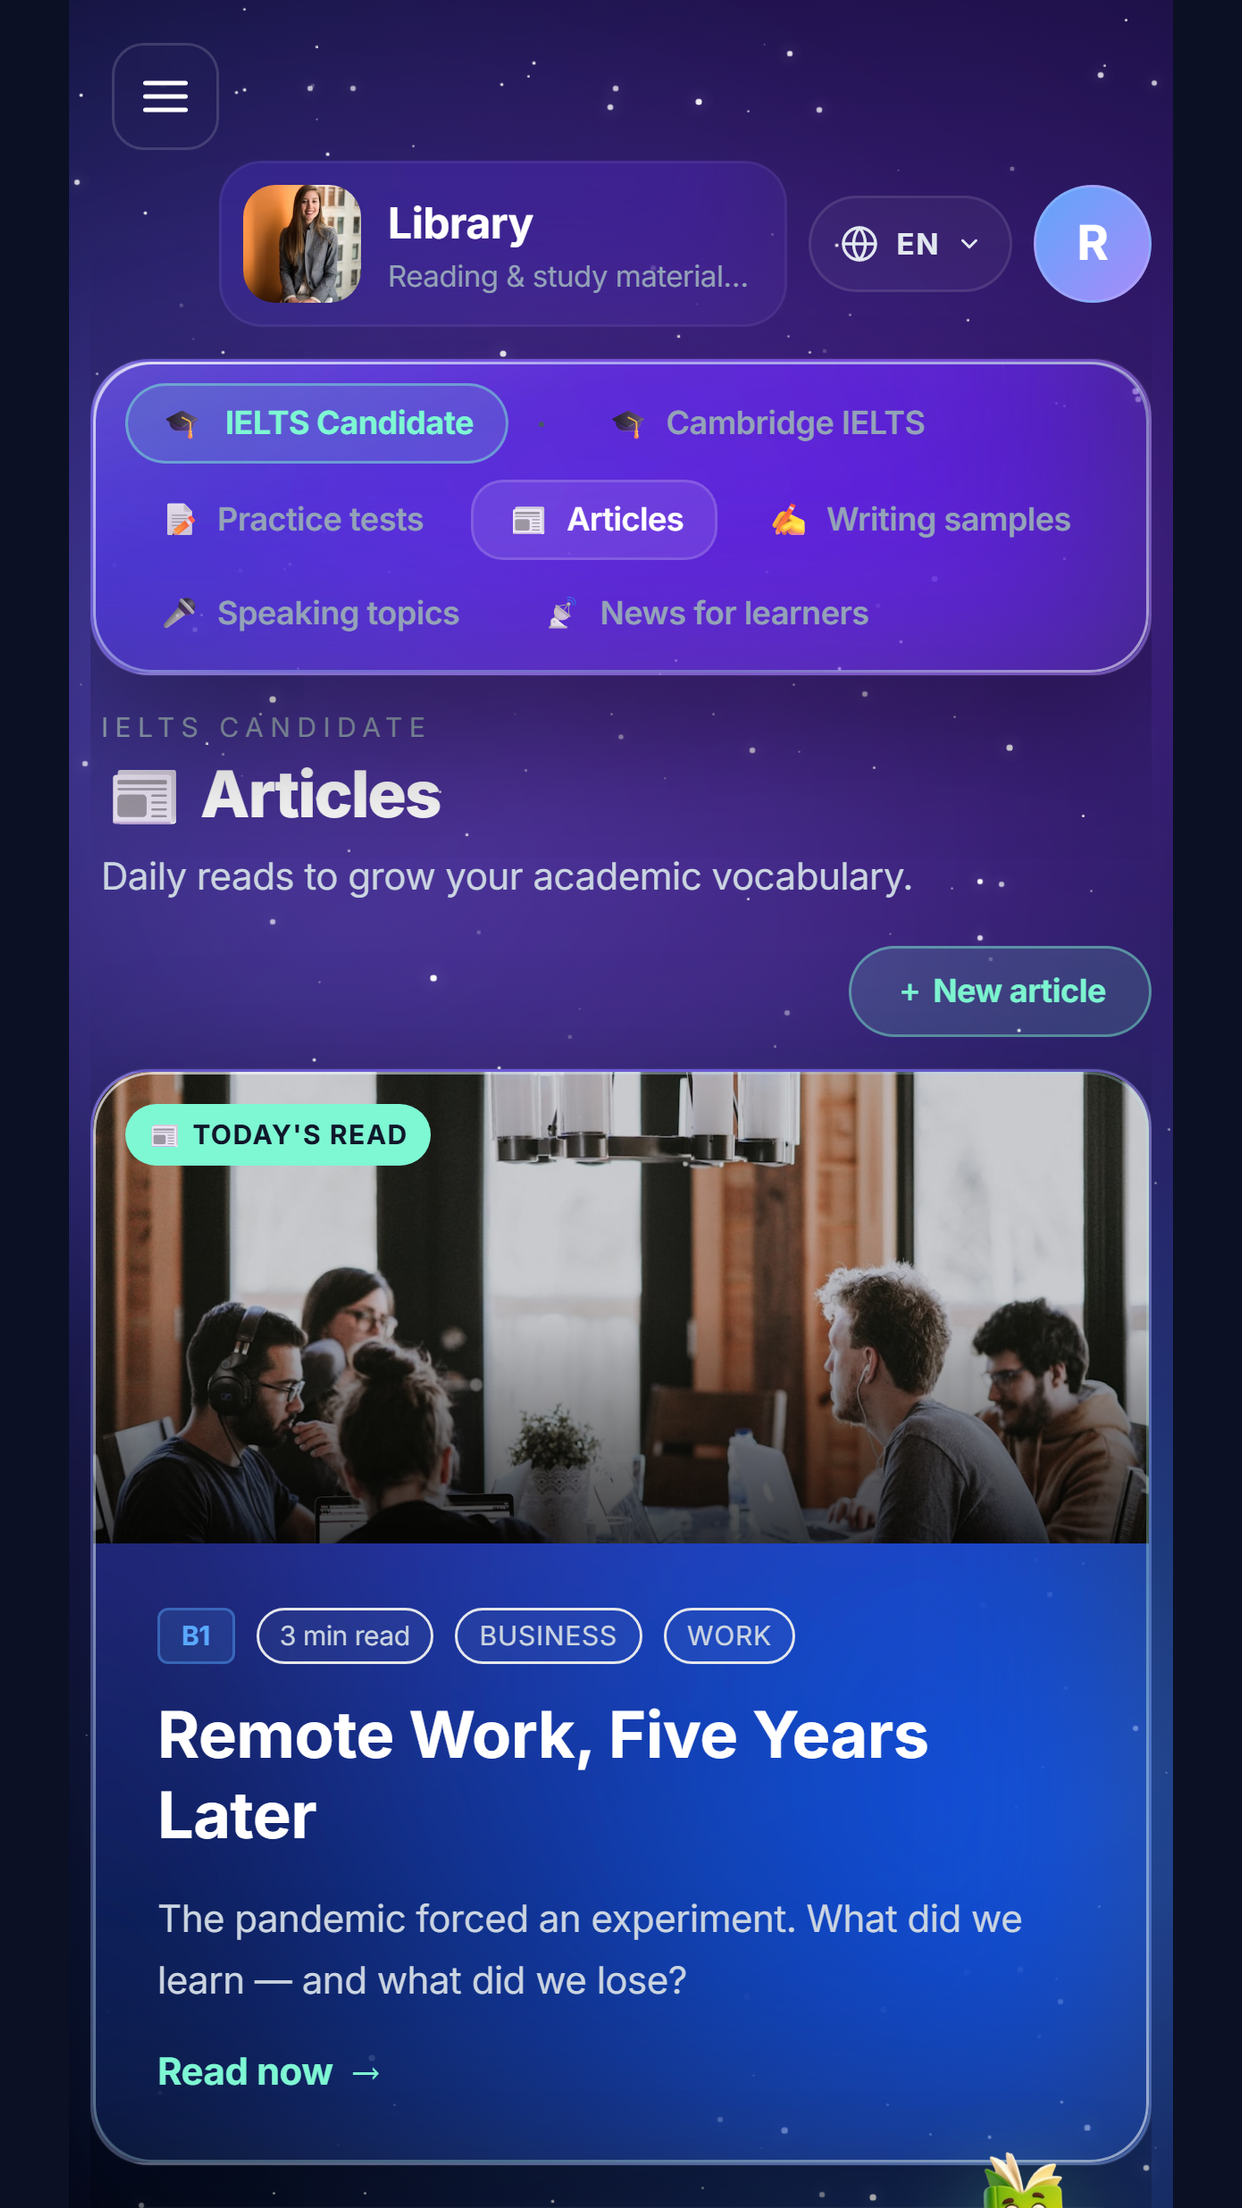 Library
Reading & study material...
EN
R
IELTS Candidate
Cambridge IELTS
Practice tests
Articles
Writing samples
Speaking topics
News for learners
IELTS CANDIDATE
Articles
Daily reads to grow your academic vocabulary.
+ New article
TODAY'S READ
B1
3 min read
BUSINESS
WORK
Remote Work, Five Years
Later
The pandemic forced an experiment. What did we
learn — and what did we lose?
Read now →